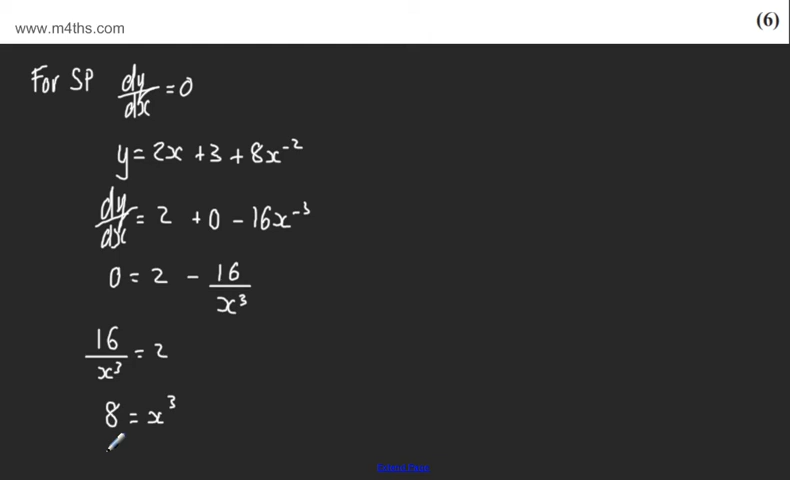 www.m4ths.com
(6)
For SP dy/dx = 0
y = 2x + 3 + 8x⁻²
dy/dx = 2 + 0 - 16x⁻³
0 = 2 - 16/x³
16/x³ = 2
8 = x³